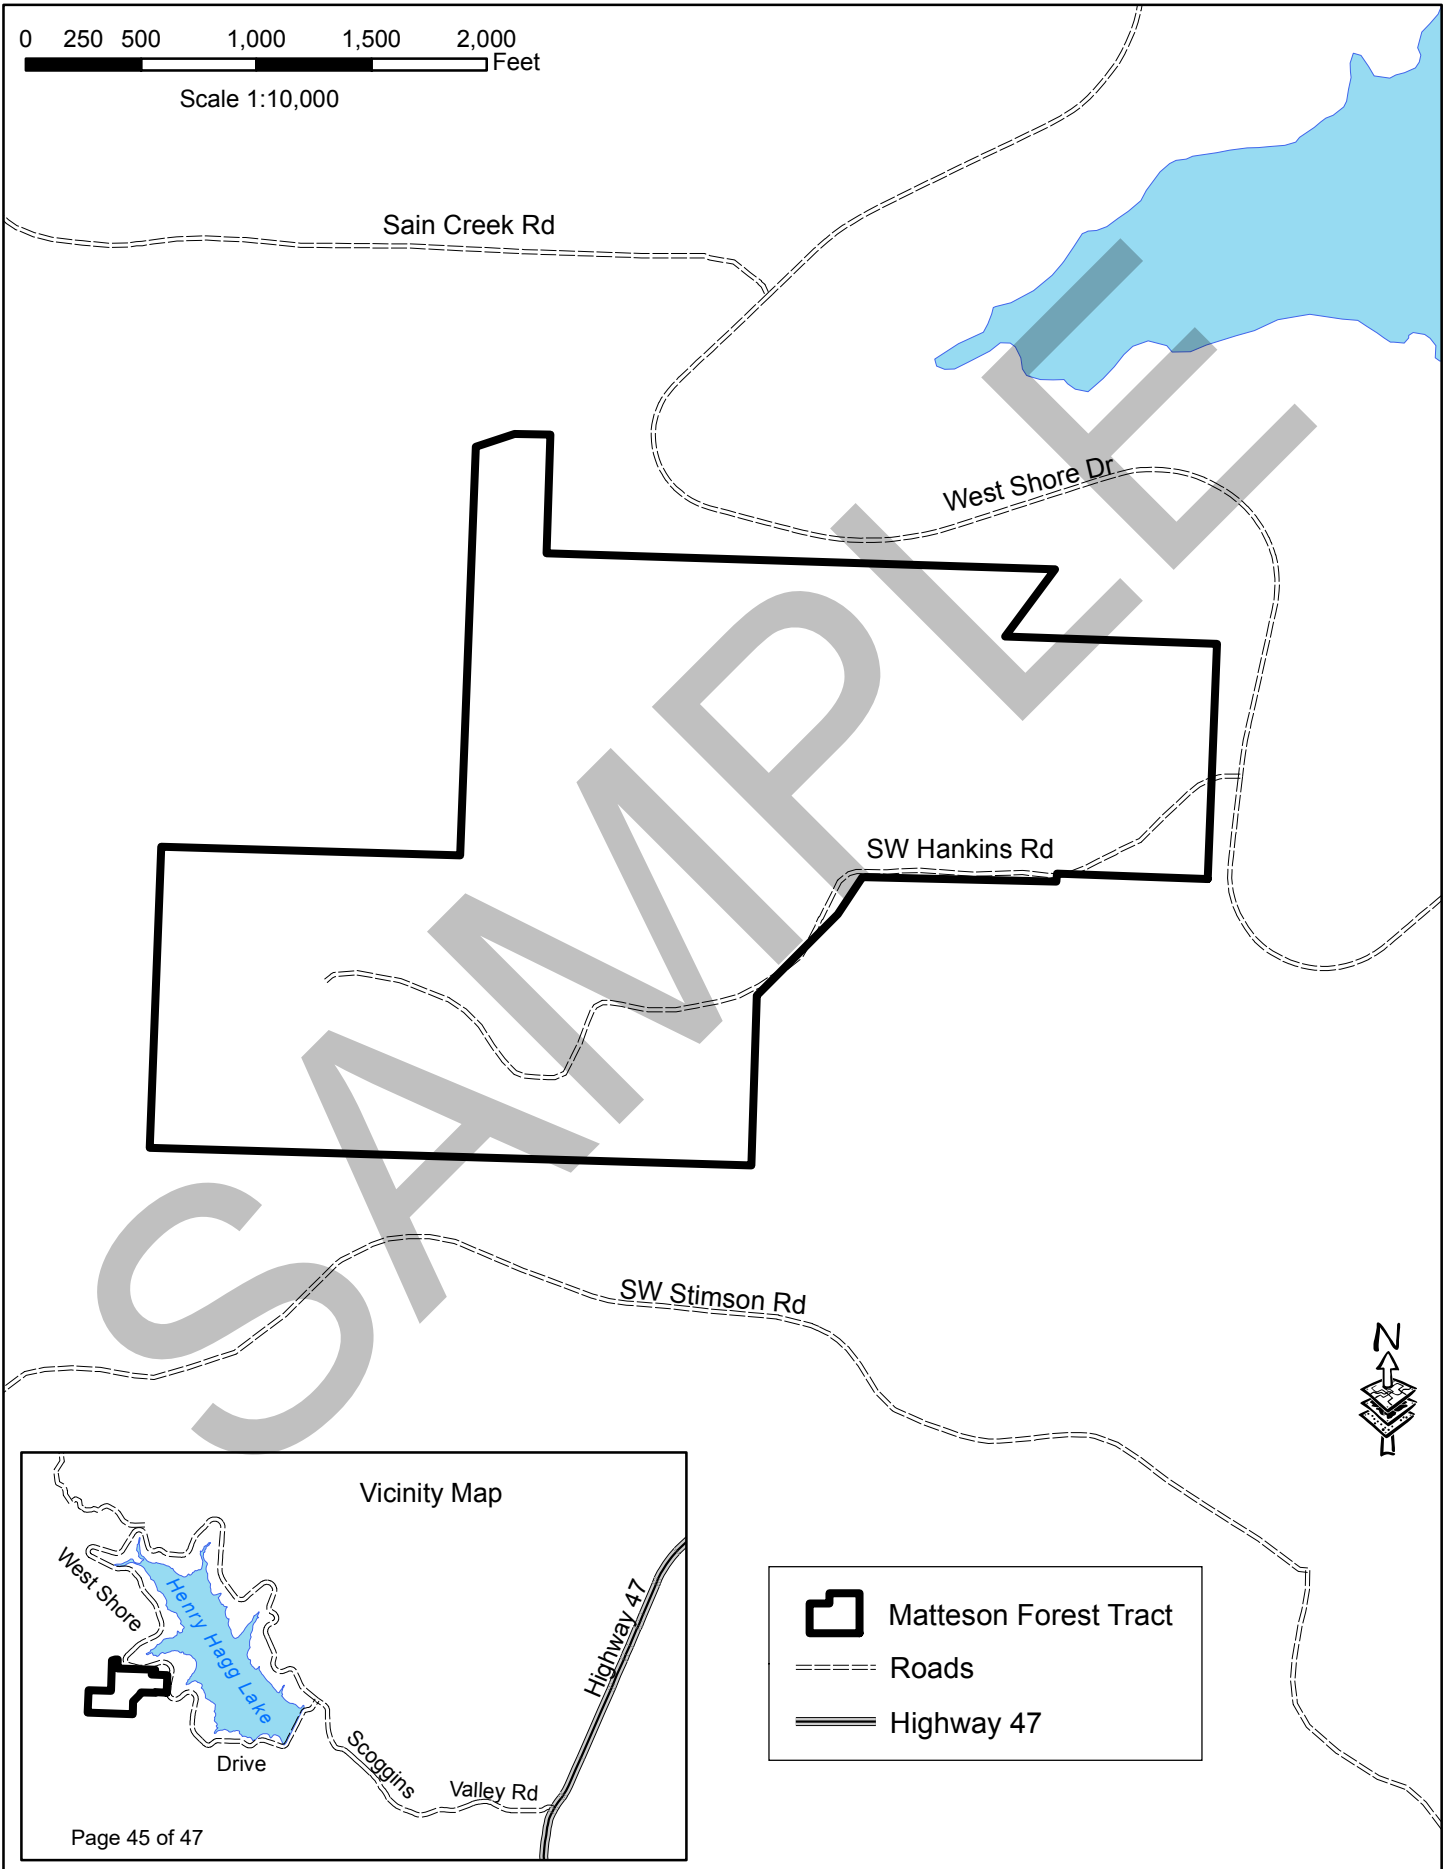 0 250 500 1,000 1,500 2,000
Feet
Scale 1:10,000
Sain Creek Rd
West Shore Dr
SW Hankins Rd
SAMPLE
SW Stimson Rd
N
Vicinity Map
West Shore
Henry Hagg Lake
Highway 47
Drive
Scoggins
Valley Rd
Page 45 of 47
Matteson Forest Tract
Roads
Highway 47